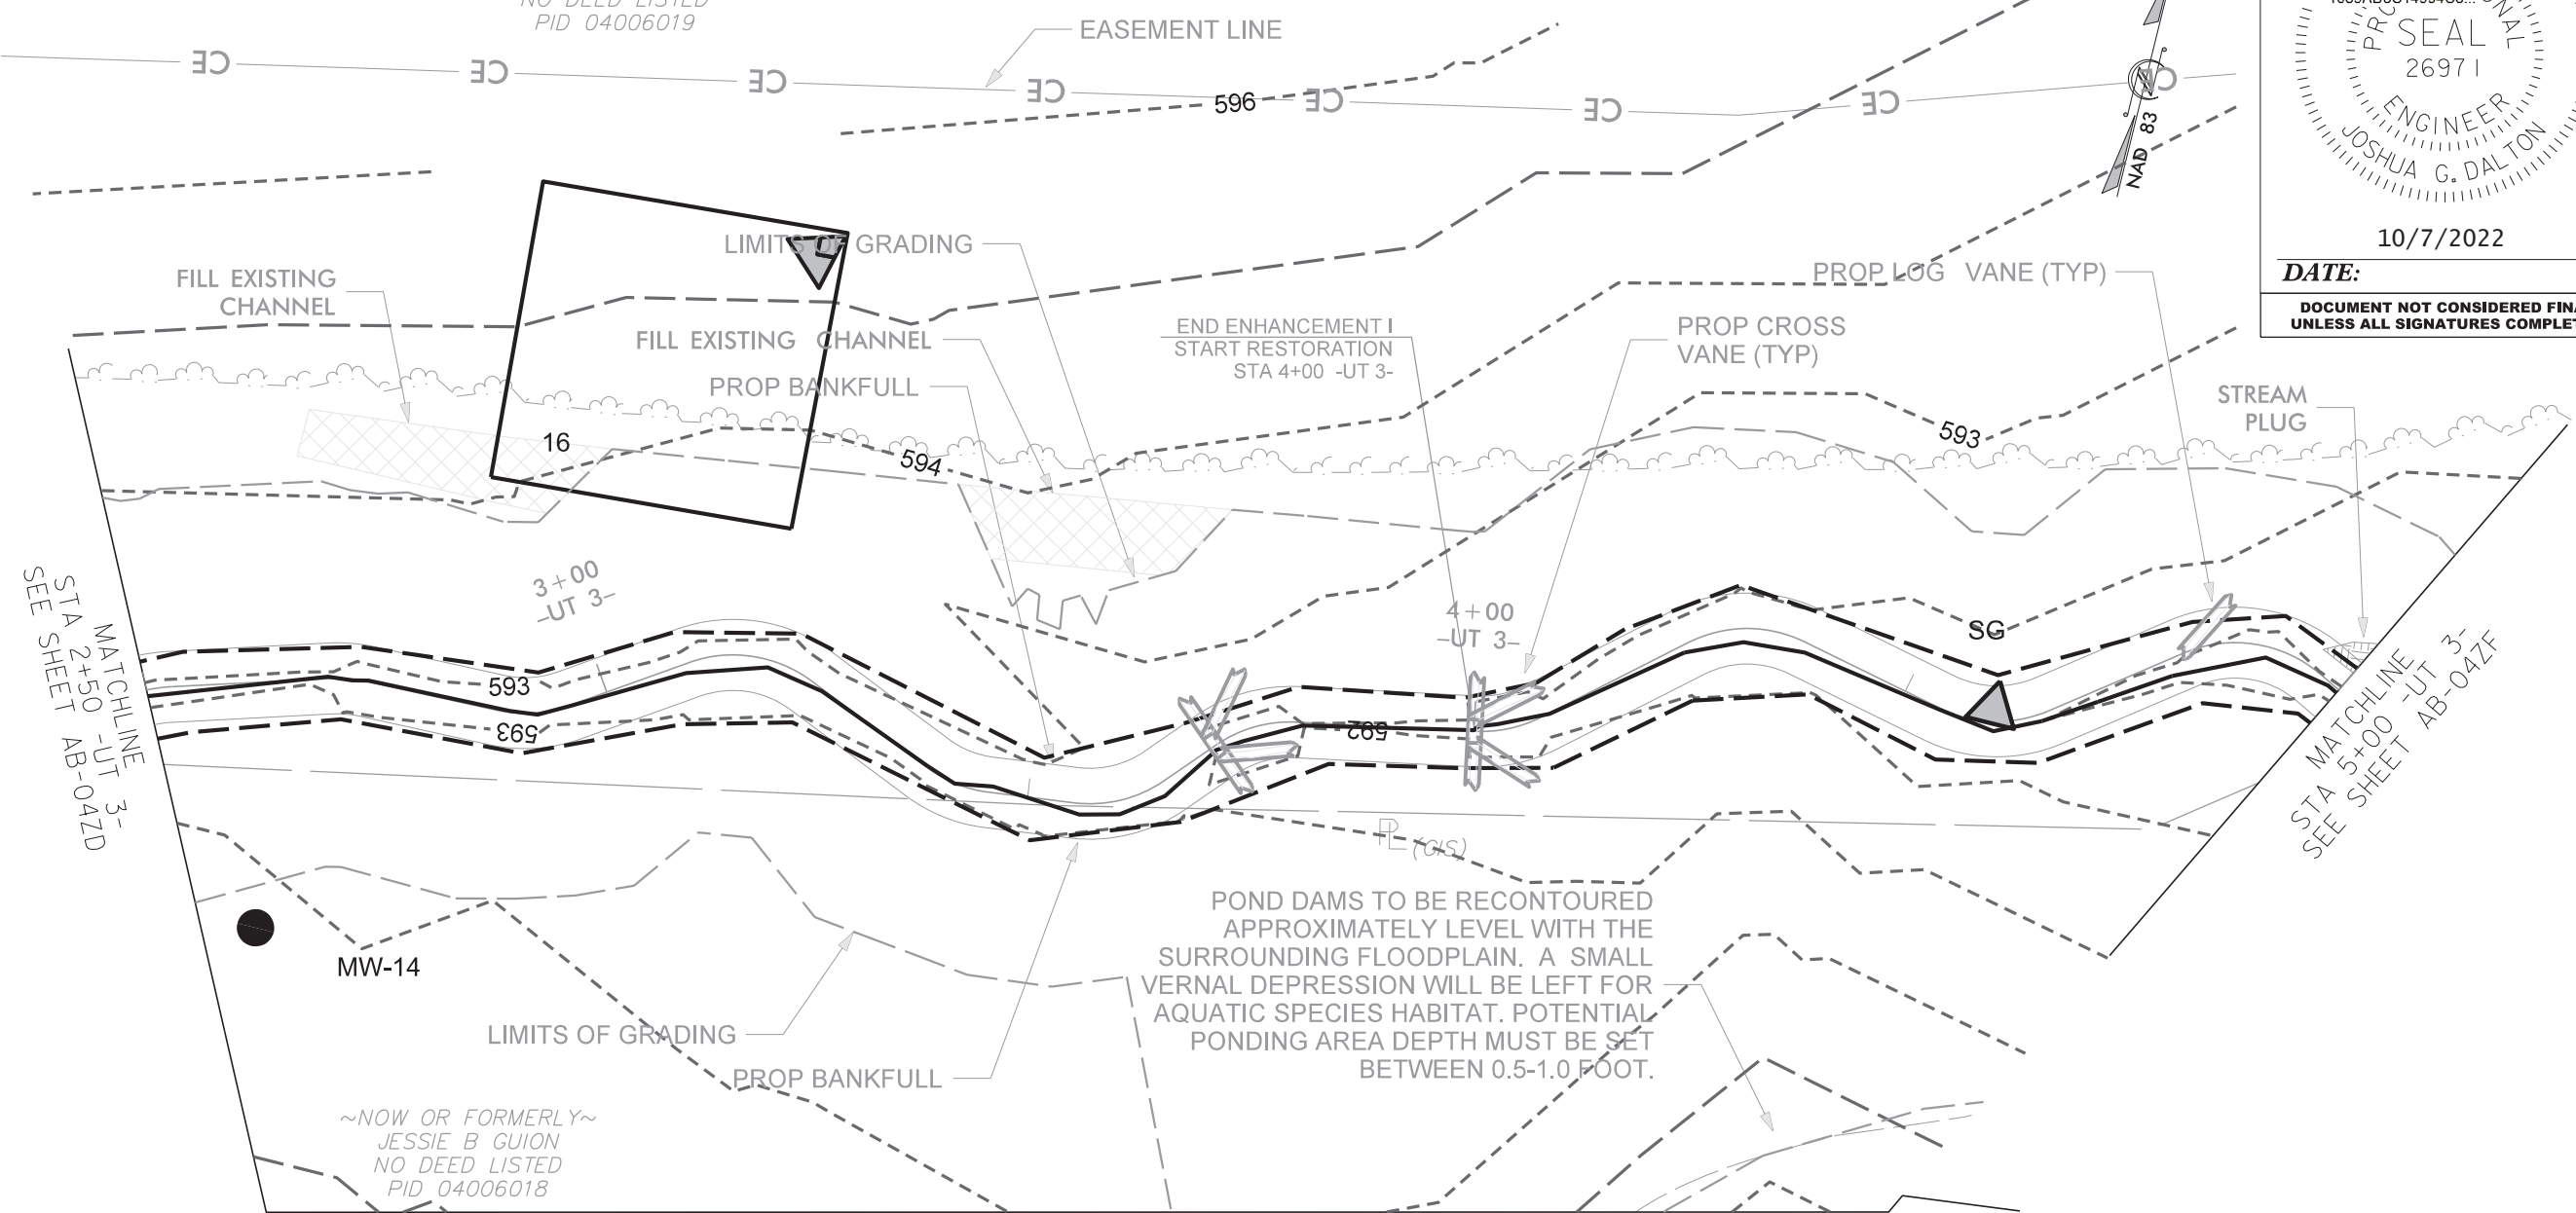 NO DEED LISTED
PID 04006019
EASEMENT LINE
CE CE CE CE CE CE CE CE
596
NAD 83
PROFESSIONAL
SEAL
26971
ENGINEER
JOSHUA G. DALTON
10/7/2022
DATE:
DOCUMENT NOT CONSIDERED FINA
UNLESS ALL SIGNATURES COMPLET
LIMITS OF GRADING
FILL EXISTING
CHANNEL
FILL EXISTING CHANNEL
PROP BANKFULL
END ENHANCEMENT I
START RESTORATION
STA 4+00 -UT 3-
PROP CROSS
VANE (TYP)
PROP LOG VANE (TYP)
STREAM
PLUG
16
594
593
3+00
-UT 3-
4+00
-UT 3-
SG
593
593
592
MATCHLINE
STA 2+50 -UT 3-
SEE SHEET AB-04ZD
MATCHLINE
STA 5+00 -UT 3-
SEE SHEET AB-04ZF
PL (GIS)
MW-14
POND DAMS TO BE RECONTOURED
APPROXIMATELY LEVEL WITH THE
SURROUNDING FLOODPLAIN. A SMALL
VERNAL DEPRESSION WILL BE LEFT FOR
AQUATIC SPECIES HABITAT. POTENTIAL
PONDING AREA DEPTH MUST BE SET
BETWEEN 0.5-1.0 FOOT.
LIMITS OF GRADING
PROP BANKFULL
~NOW OR FORMERLY~
JESSIE B GUION
NO DEED LISTED
PID 04006018